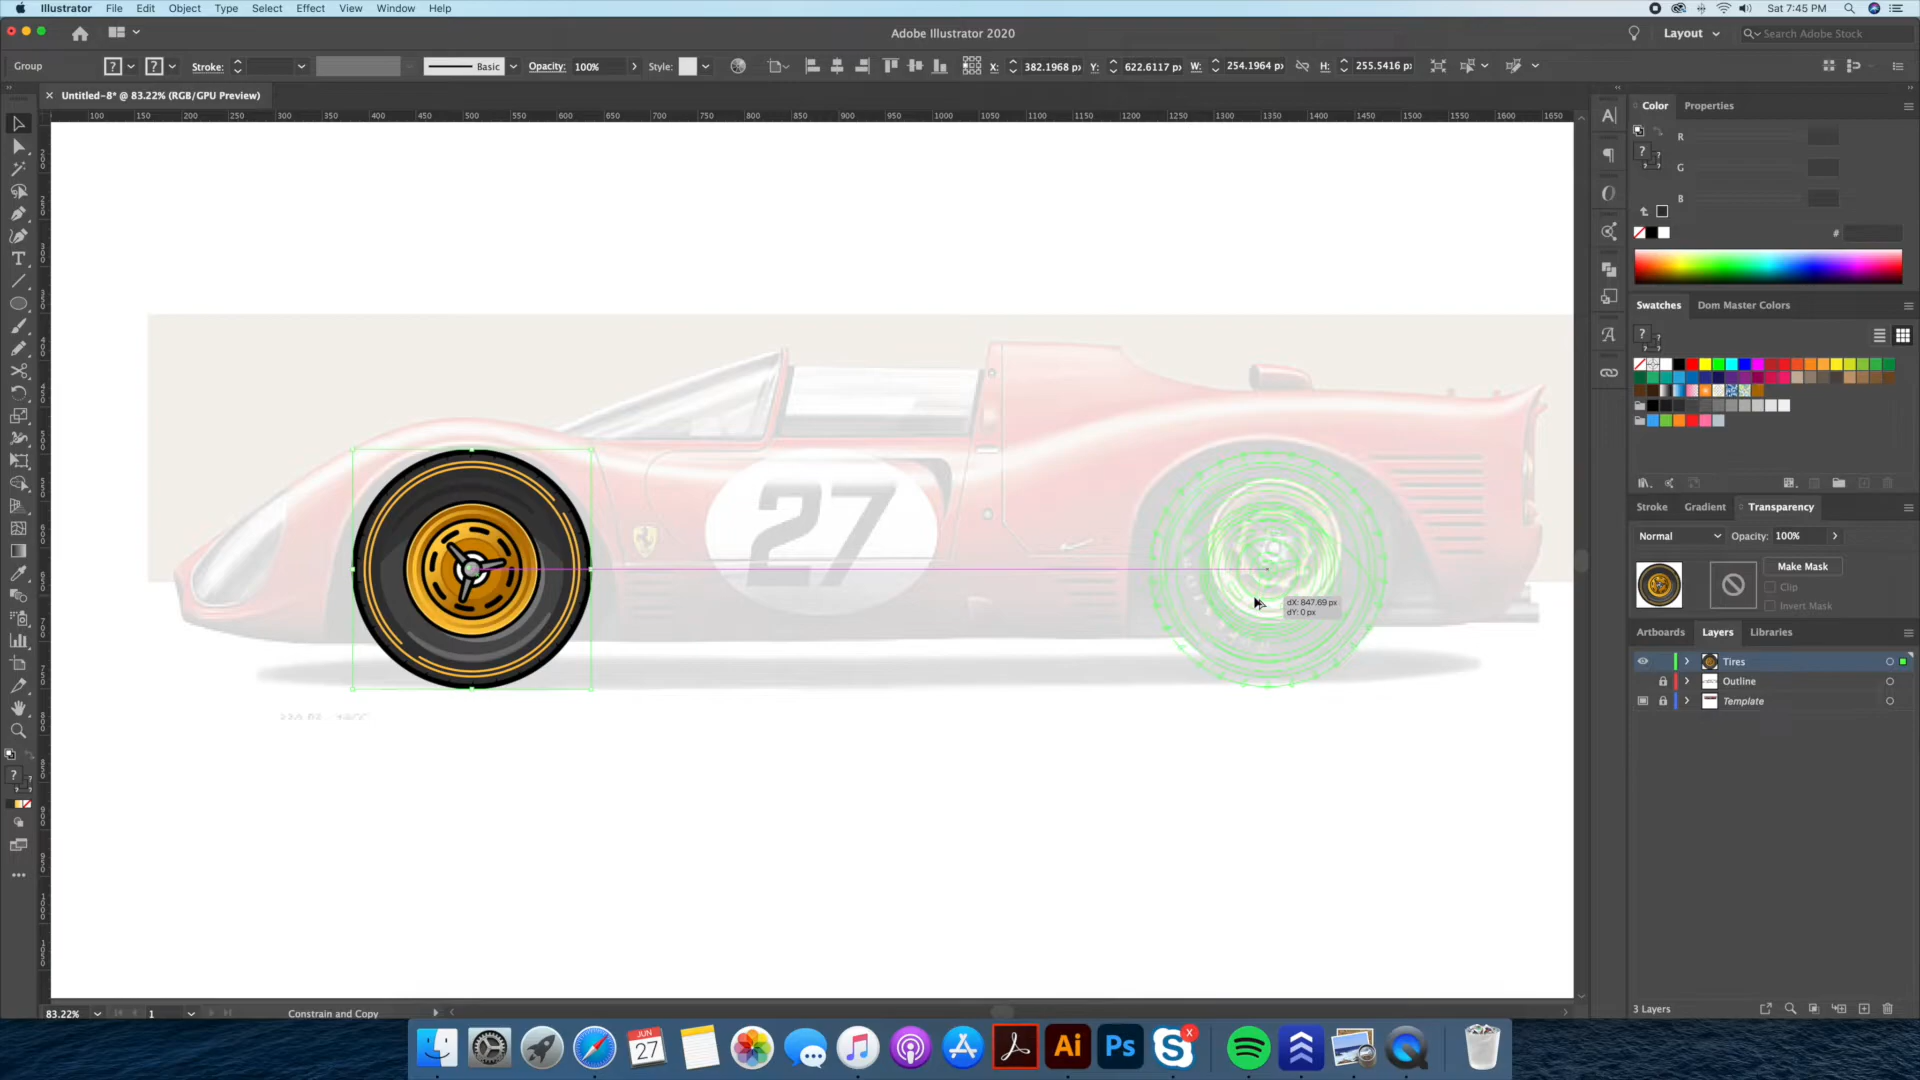 Illustrator File Edit Object Type Select Effect View Window Help
Sat 7:45 PM
Adobe Illustrator 2020
Layout
Search Adobe Stock
Group
?
?
Stroke:
Basic
Opacity: 100%
Style:
X: 382.1968 px
Y: 622.6117 px
W: 254.1964 px
H: 255.5416 px
Untitled-8* @ 83.22% (RGB/GPU Preview)
100 150 200 250 300 350 400 450 500 550 600 650 700 750 800 850 900 950 1000 1050 1100 1150 1200 1250 1300 1350 1400 1450 1500 1550 1600 1650
Color Properties
R
G
B
#
Swatches Dom Master Colors
27
Stroke Gradient Transparency
Normal
Opacity: 100%
Make Mask
Clip
Invert Mask
dX: 847.69 px
dY: 0 px
Artboards Layers Libraries
Tires
Outline
Template
3 Layers
83.22%
1
Constrain and Copy
JUN
27
Ai
Ps
S
X